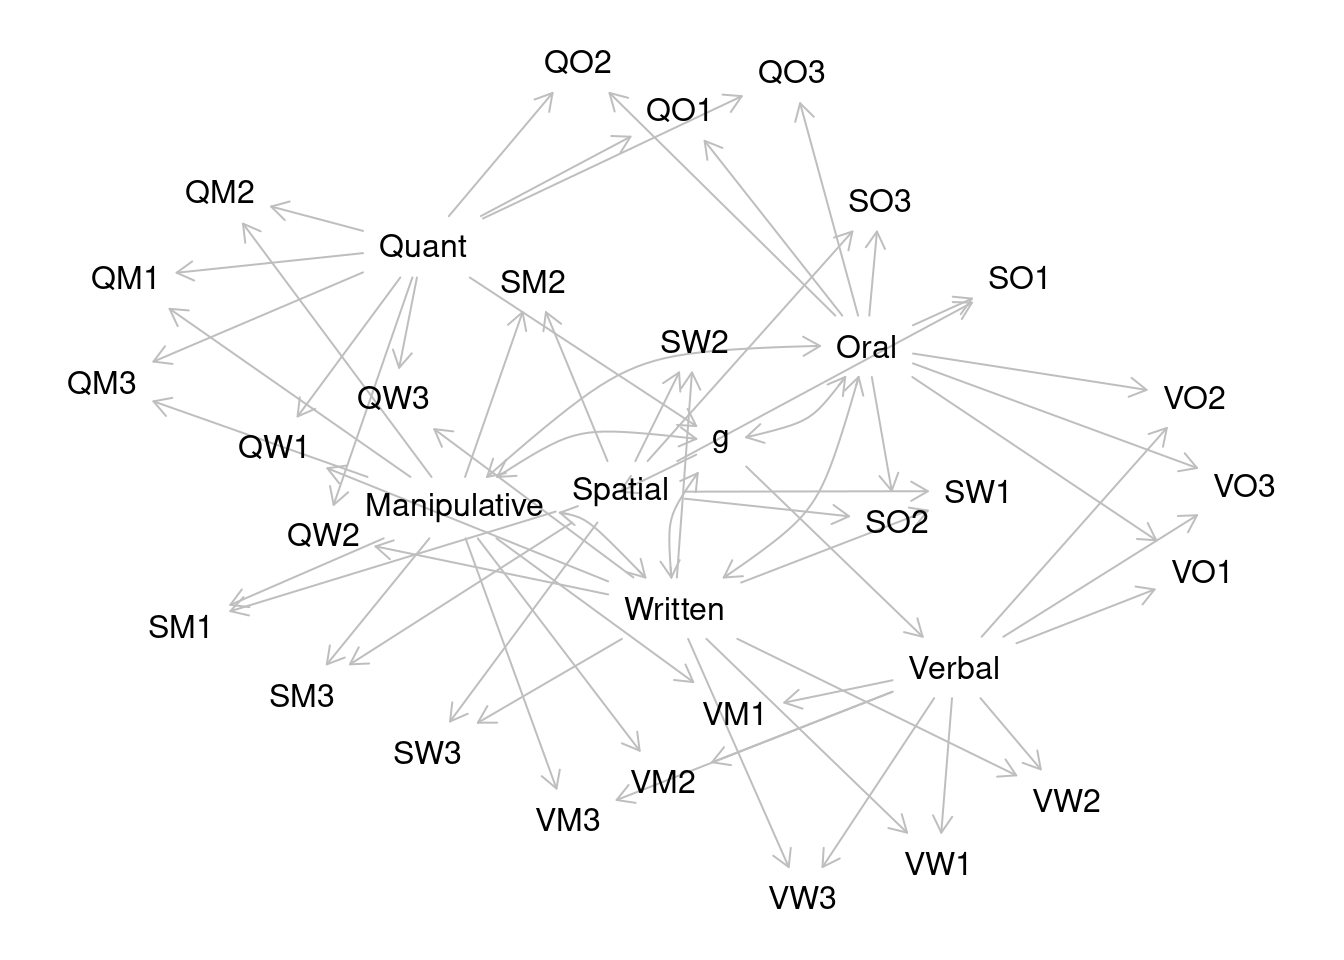 QO2
QO3
QO1
QM2
SO3
Quant
QM1
SM2
SO1
SW2
Oral
QM3
QW3
VO2
g
QW1
Spatial
Manipulative
SW1
VO3
SO2
QW2
VO1
Written
SM1
Verbal
SM3
VM1
SW3
VM2
VW2
VM3
VW1
VW3